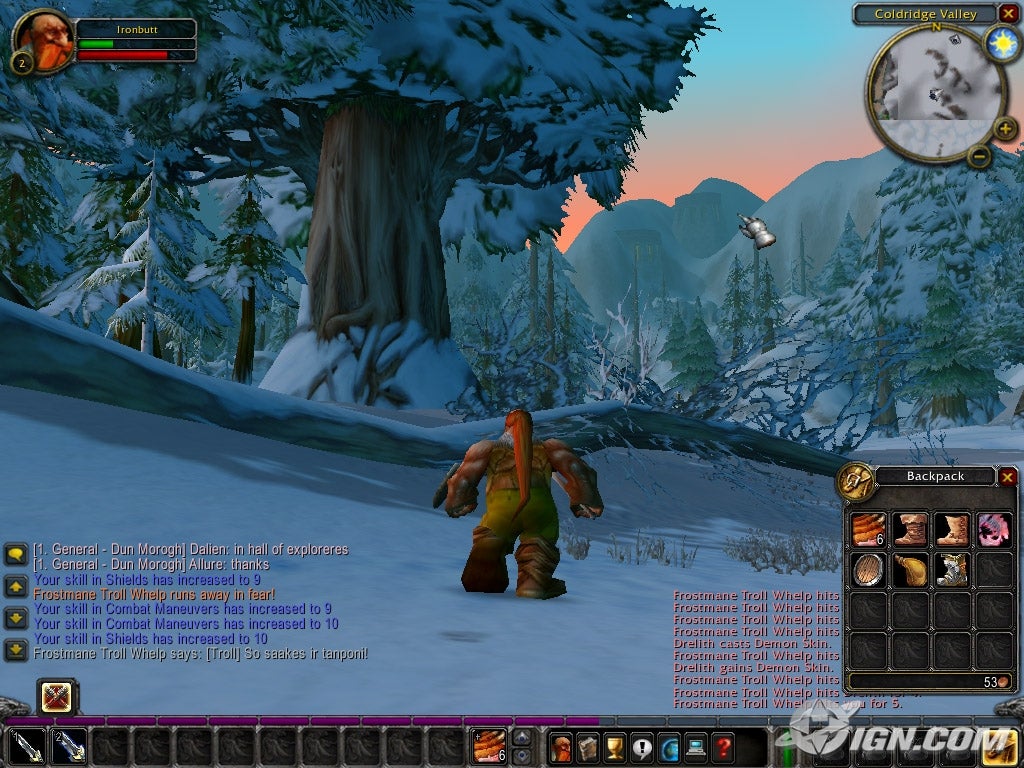 Ironbutt
2
Coldridge Valley
N
Backpack
6
53
[1. General - Dun Morogh] Dalien: in hall of exploreres
[1. General - Dun Morogh] Allure: thanks
Your skill in Shields has increased to 9
Frostmane Troll Whelp runs away in fear!
Your skill in Combat Maneuvers has increased to 9
Your skill in Combat Maneuvers has increased to 10
Your skill in Shields has increased to 10
Frostmane Troll Whelp says: [Troll] So saakes ir tanponi!
Frostmane Troll Whelp hits
Frostmane Troll Whelp hits
Frostmane Troll Whelp hits
Frostmane Troll Whelp hits
Drelith casts Demon Skin.
Frostmane Troll Whelp hits
Drelith gains Demon Skin.
Frostmane Troll Whelp hits
Frostmane Troll Whelp hits
Frostmane Troll Whelp hits you for 5.
6
IGN.COM